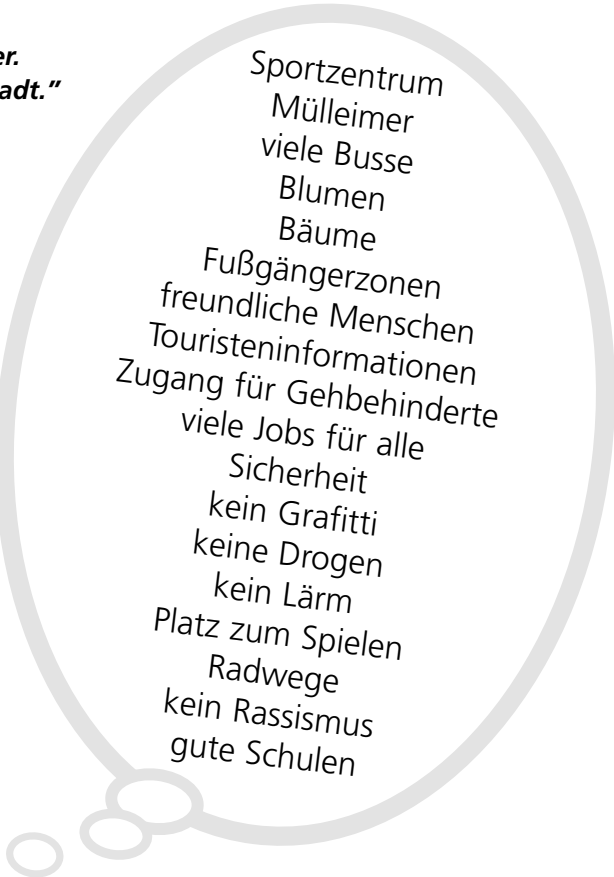 er.
adt.”
Sportzentrum
Mülleimer
viele Busse
Blumen
Bäume
Fußgängerzonen
freundliche Menschen
Touristeninformationen
Zugang für Gehbehinderte
viele Jobs für alle
Sicherheit
kein Grafitti
keine Drogen
kein Lärm
Platz zum Spielen
Radwege
kein Rassismus
gute Schulen